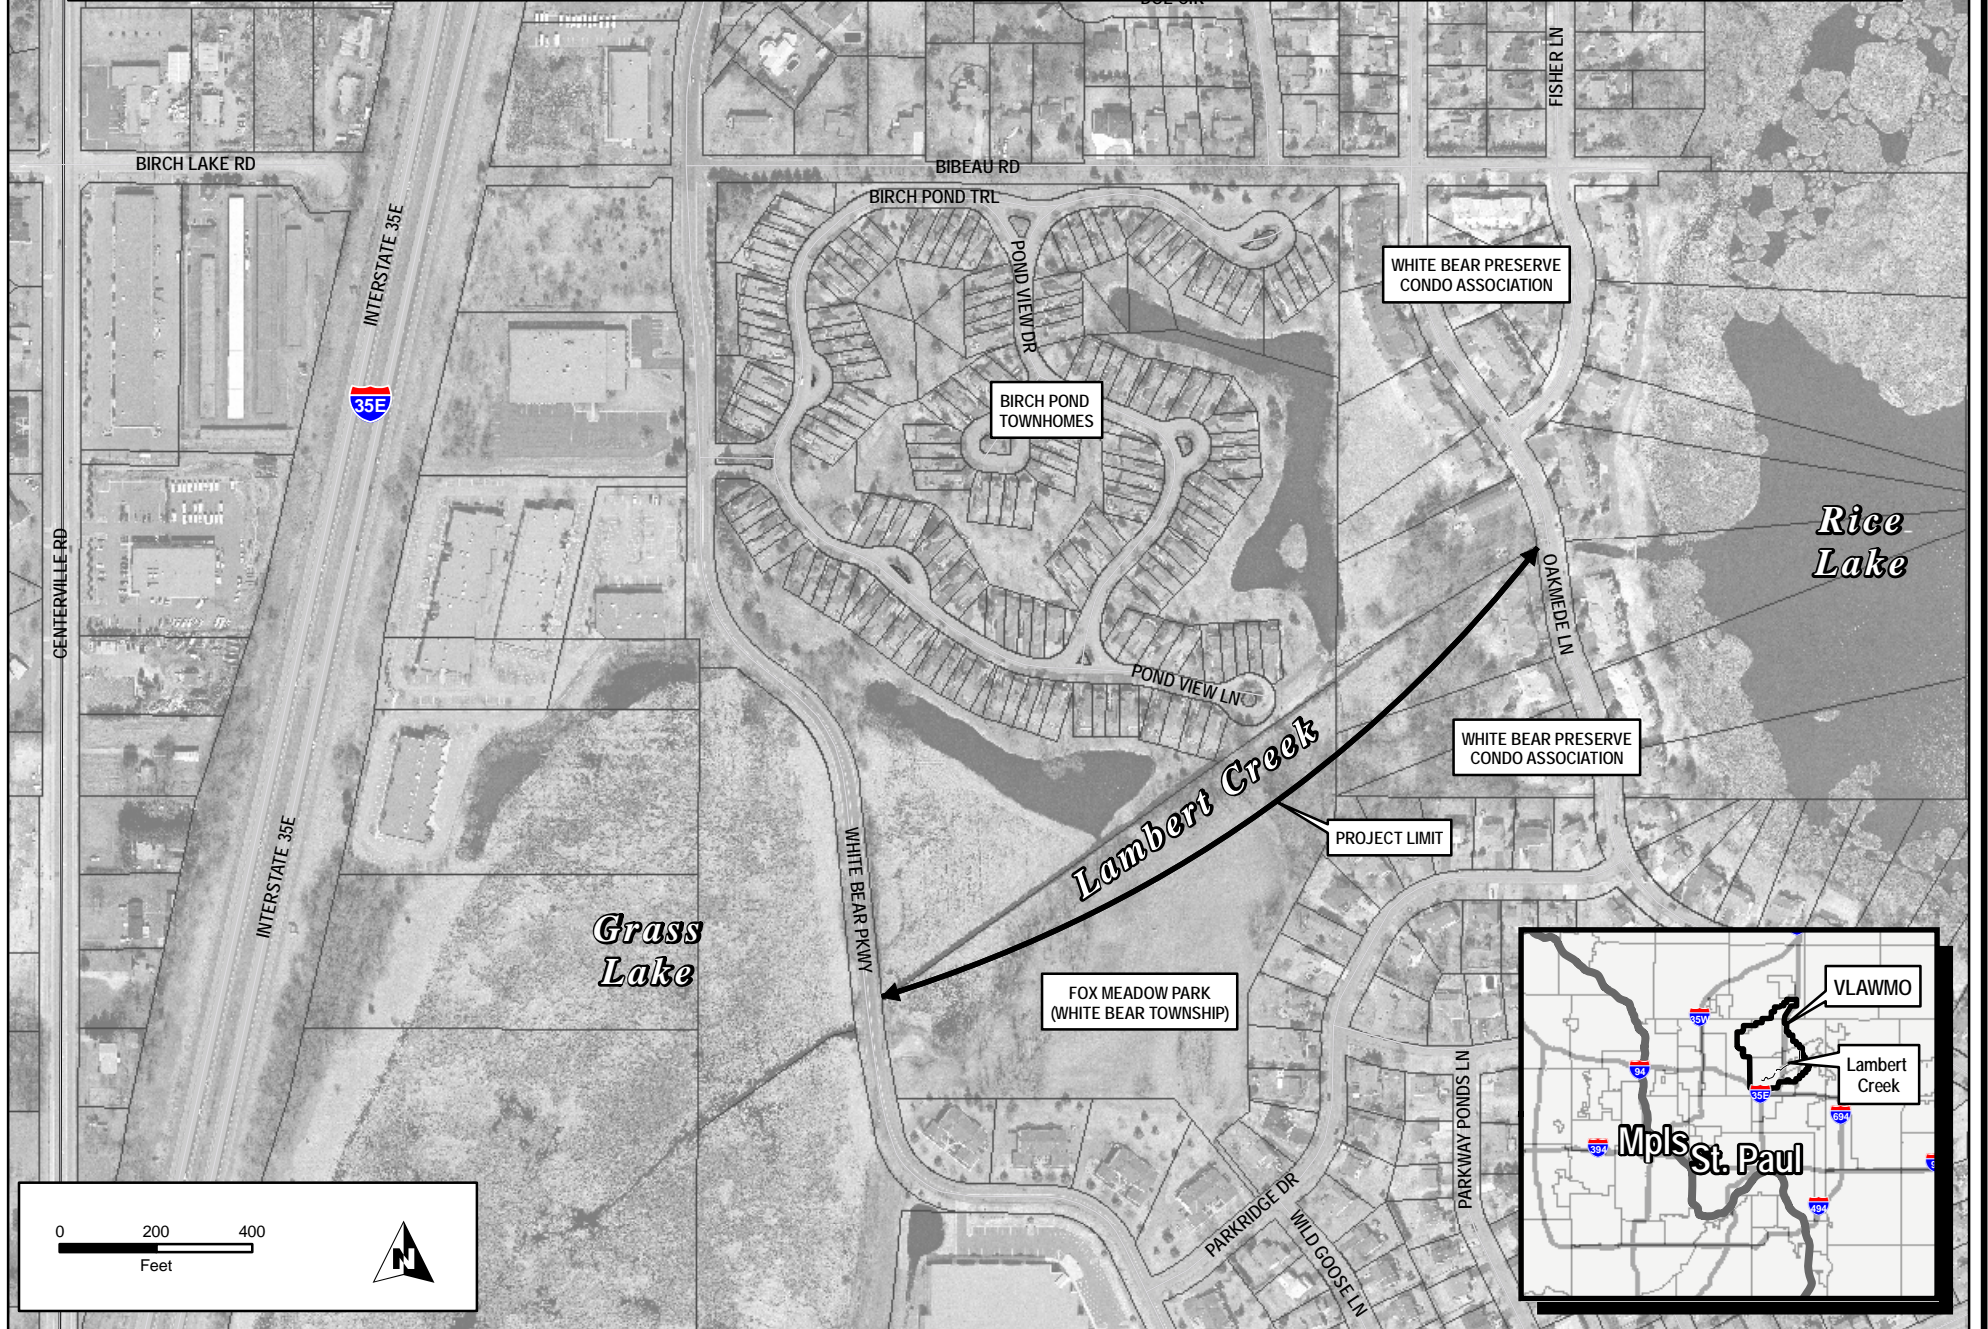 FISHER LN
BIRCH LAKE RD
BIBEAU RD
BIRCH POND TRL
INTERSTATE 35E
POND VIEW DR
WHITE BEAR PRESERVE
CONDO ASSOCIATION
35E
BIRCH POND
TOWNHOMES
CENTERVILLE RD
Rice
Lake
OAKMEDE LN
POND VIEW LN
Lambert Creek
WHITE BEAR PRESERVE
CONDO ASSOCIATION
PROJECT LIMIT
INTERSTATE 35E
WHITE BEAR PKWY
Grass
Lake
FOX MEADOW PARK
(WHITE BEAR TOWNSHIP)
PARKWAY PONDS LN
PARKRIDGE DR
WILD GOOSE LN
VLAWMO
35W
Lambert
Creek
94
35E
694
394
Mpls
St. Paul
494
0 200 400
Feet
N